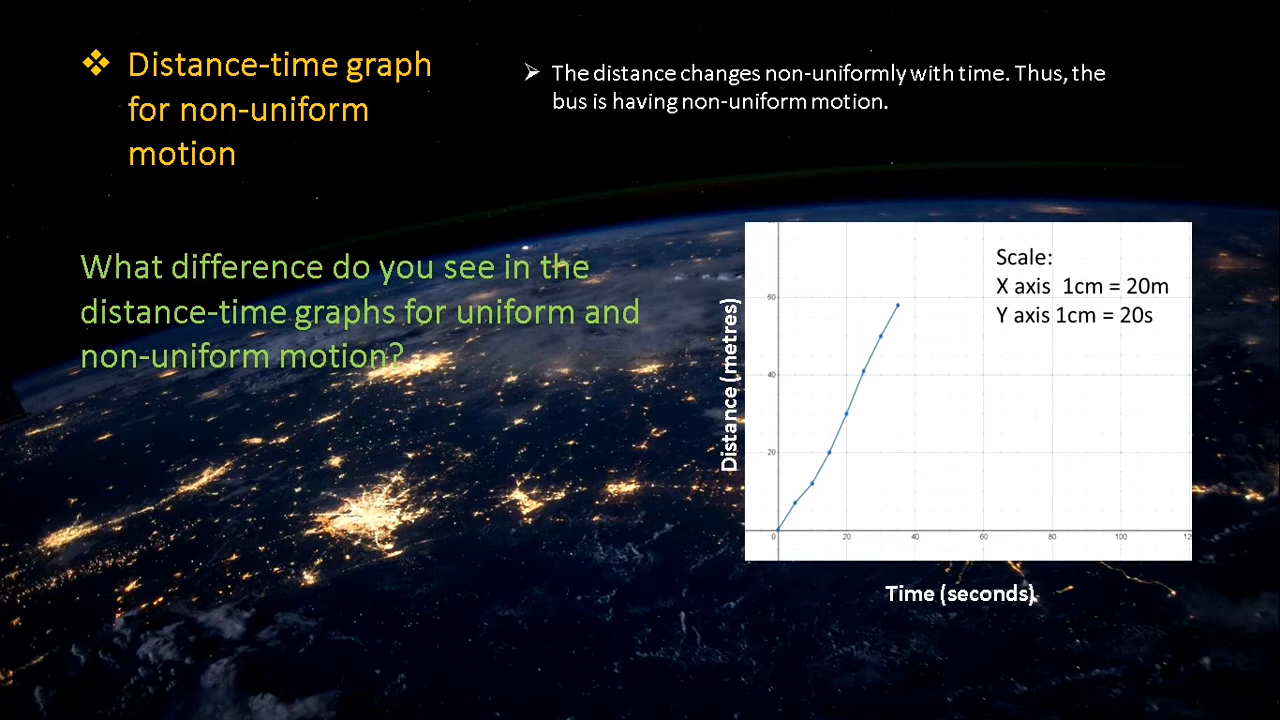 ❖ Distance-time graph
for non-uniform
motion
➢ The distance changes non-uniformly with time. Thus, the
bus is having non-uniform motion.
What difference do you see in the
distance-time graphs for uniform and
non-uniform motion?
Scale:
X axis 1cm = 20m
Y axis 1cm = 20s
Distance (metres)
60
40
20
0
20
40
60
80
100
12
Time (seconds)